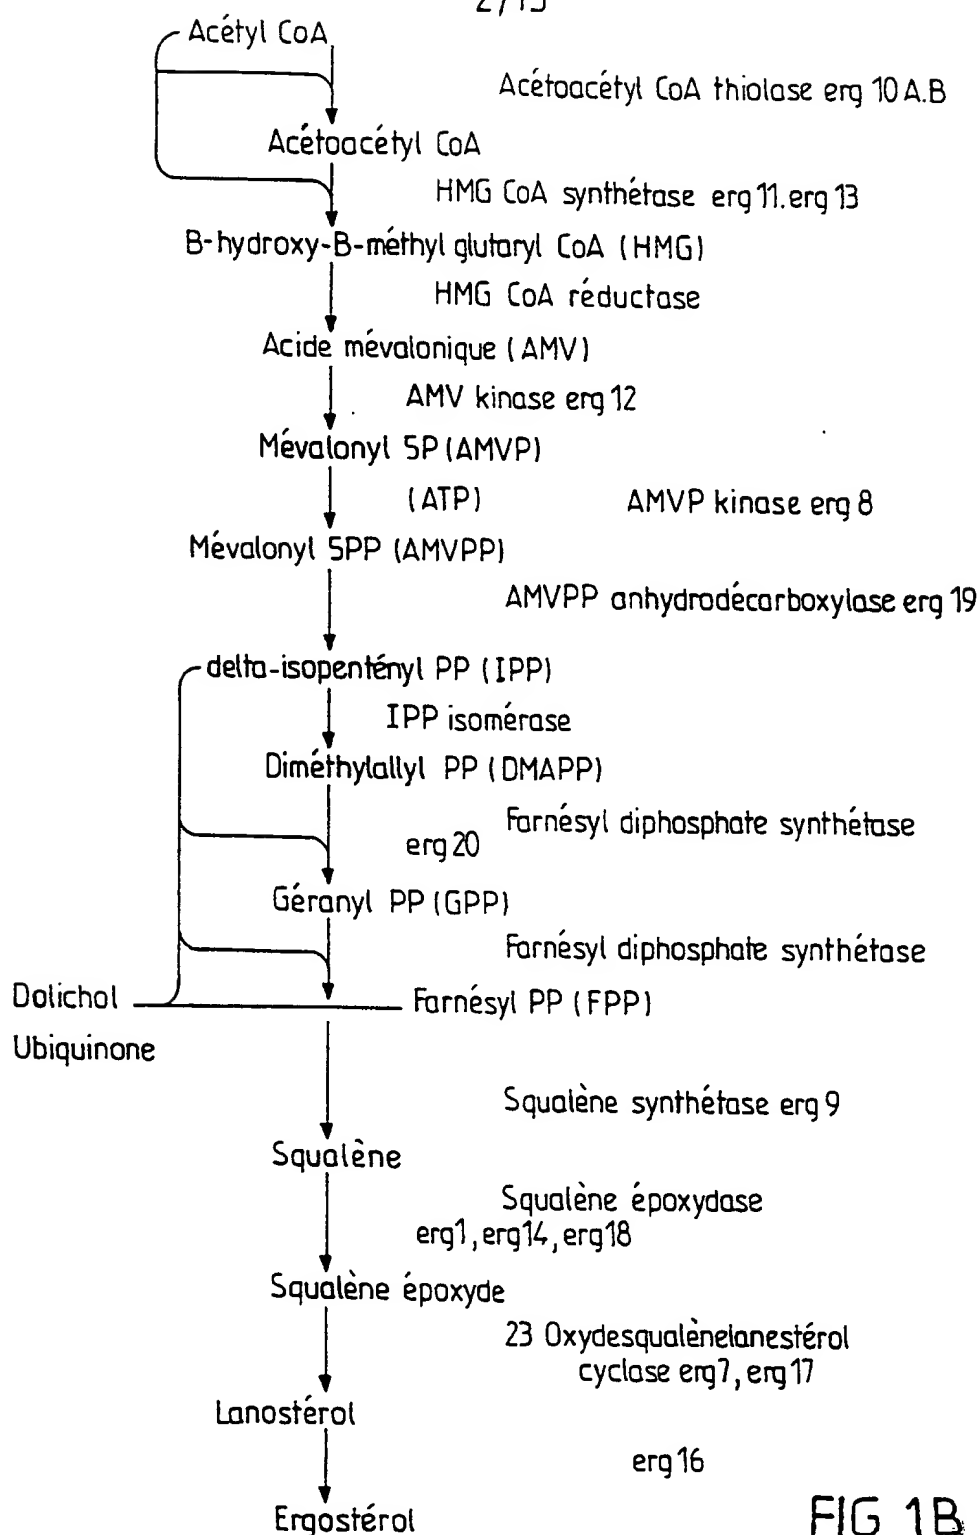 2/15
Acétyl CoA
Acétoacétyl CoA thiolase erg 10 A.B
Acétoacétyl CoA
HMG CoA synthétase erg 11. erg 13
B-hydroxy-B-méthyl glutaryl CoA (HMG)
HMG CoA réductase
Acide mévalonique (AMV)
AMV kinase erg 12
Mévalonyl 5P (AMVP)
(ATP) AMVP kinase erg 8
Mévalonyl 5PP (AMVPP)
AMVPP anhydrodécarboxylase erg 19
delta-isopentényl PP (IPP)
IPP isomérase
Diméthylallyl PP (DMAPP)
Farnésyl diphosphate synthétase
erg 20
Géranyl PP (GPP)
Farnésyl diphosphate synthétase
Dolichol Farnésyl PP (FPP)
Ubiquinone
Squalène synthétase erg 9
Squalène
Squalène époxydase
erg1, erg14, erg18
Squalène époxyde
23 Oxydesqualènelanestérol
cyclase erg7, erg 17
Lanostérol
erg 16
Ergostérol
FIG 1B